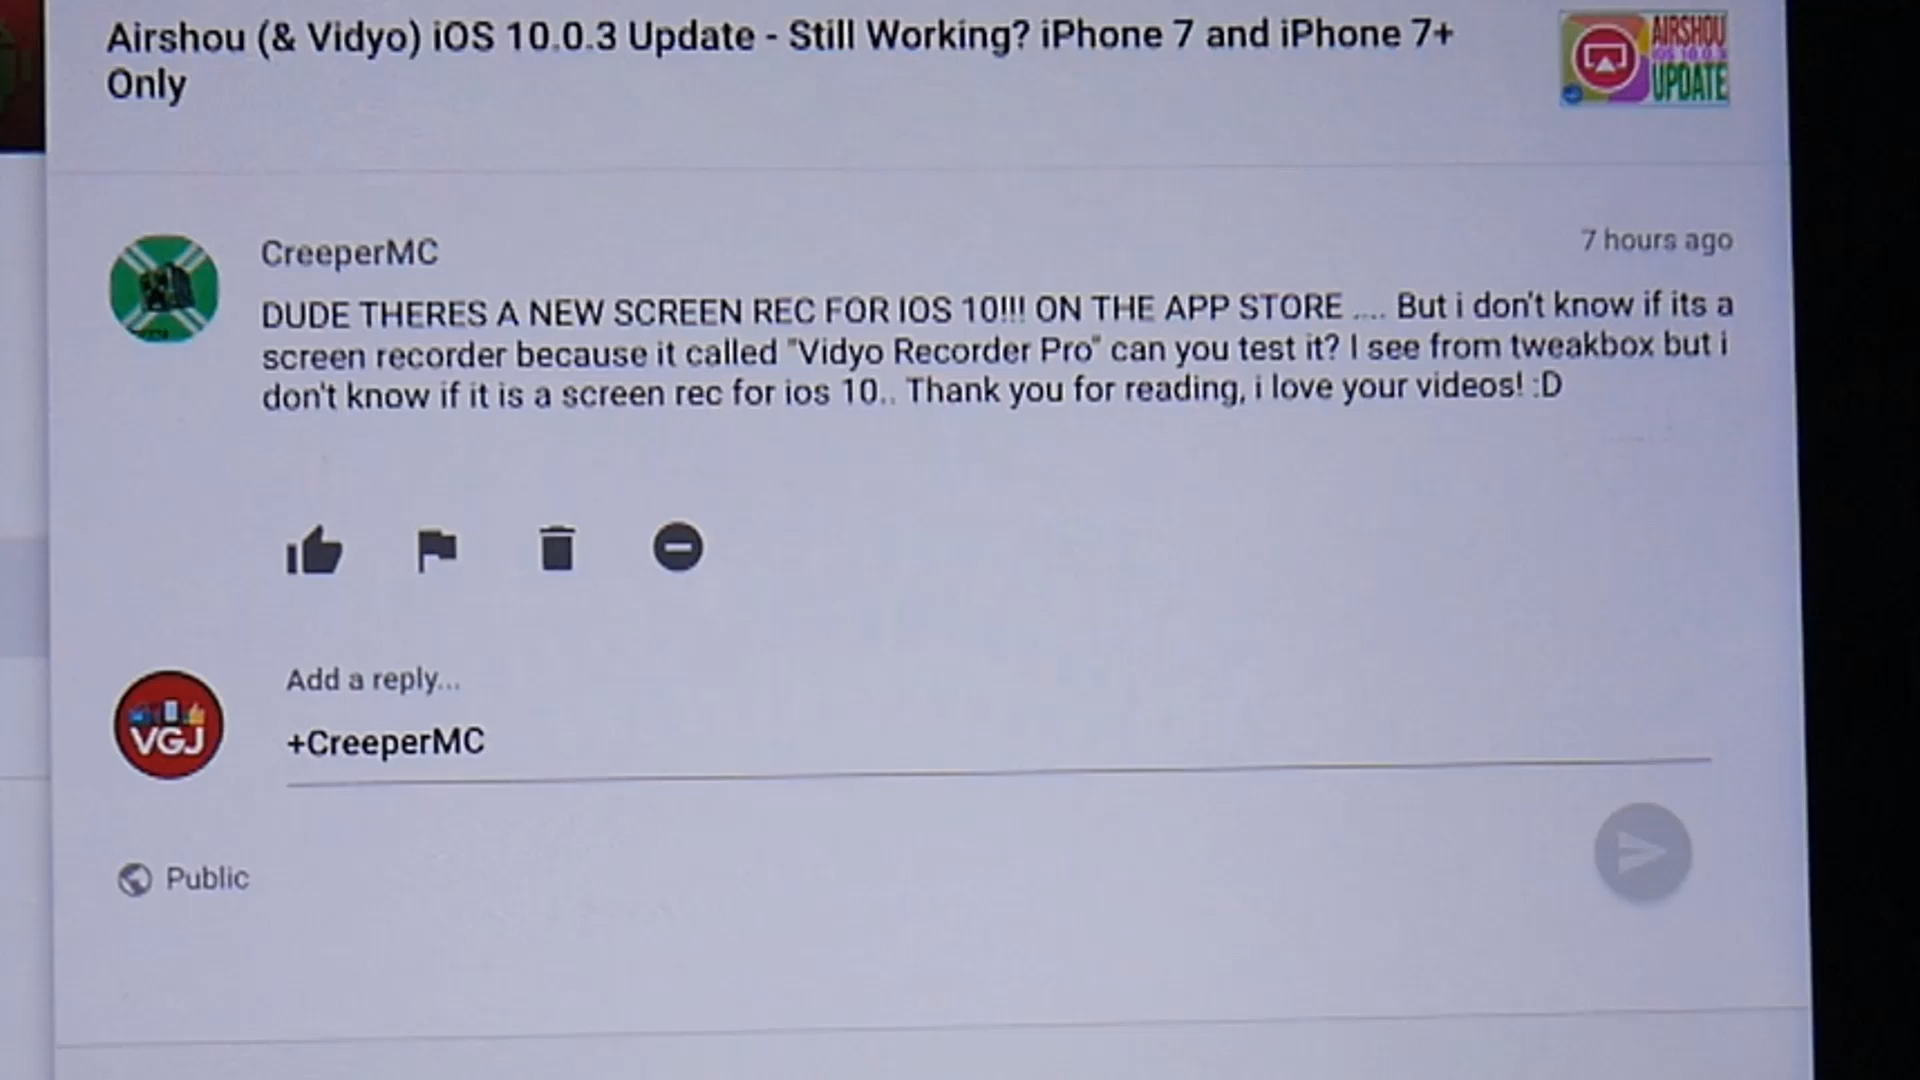 Airshou (& Vidyo) iOS 10.0.3 Update - Still Working? iPhone 7 and iPhone 7+
Only
AIRSHOU
iOS 10.0.3
UPDATE
CreeperMC
7 hours ago
DUDE THERES A NEW SCREEN REC FOR IOS 10!!! ON THE APP STORE .... But i don't know if its a
screen recorder because it called "Vidyo Recorder Pro" can you test it? I see from tweakbox but i
don't know if it is a screen rec for ios 10.. Thank you for reading, i love your videos! :D
Add a reply...
VGJ
+CreeperMC
Public